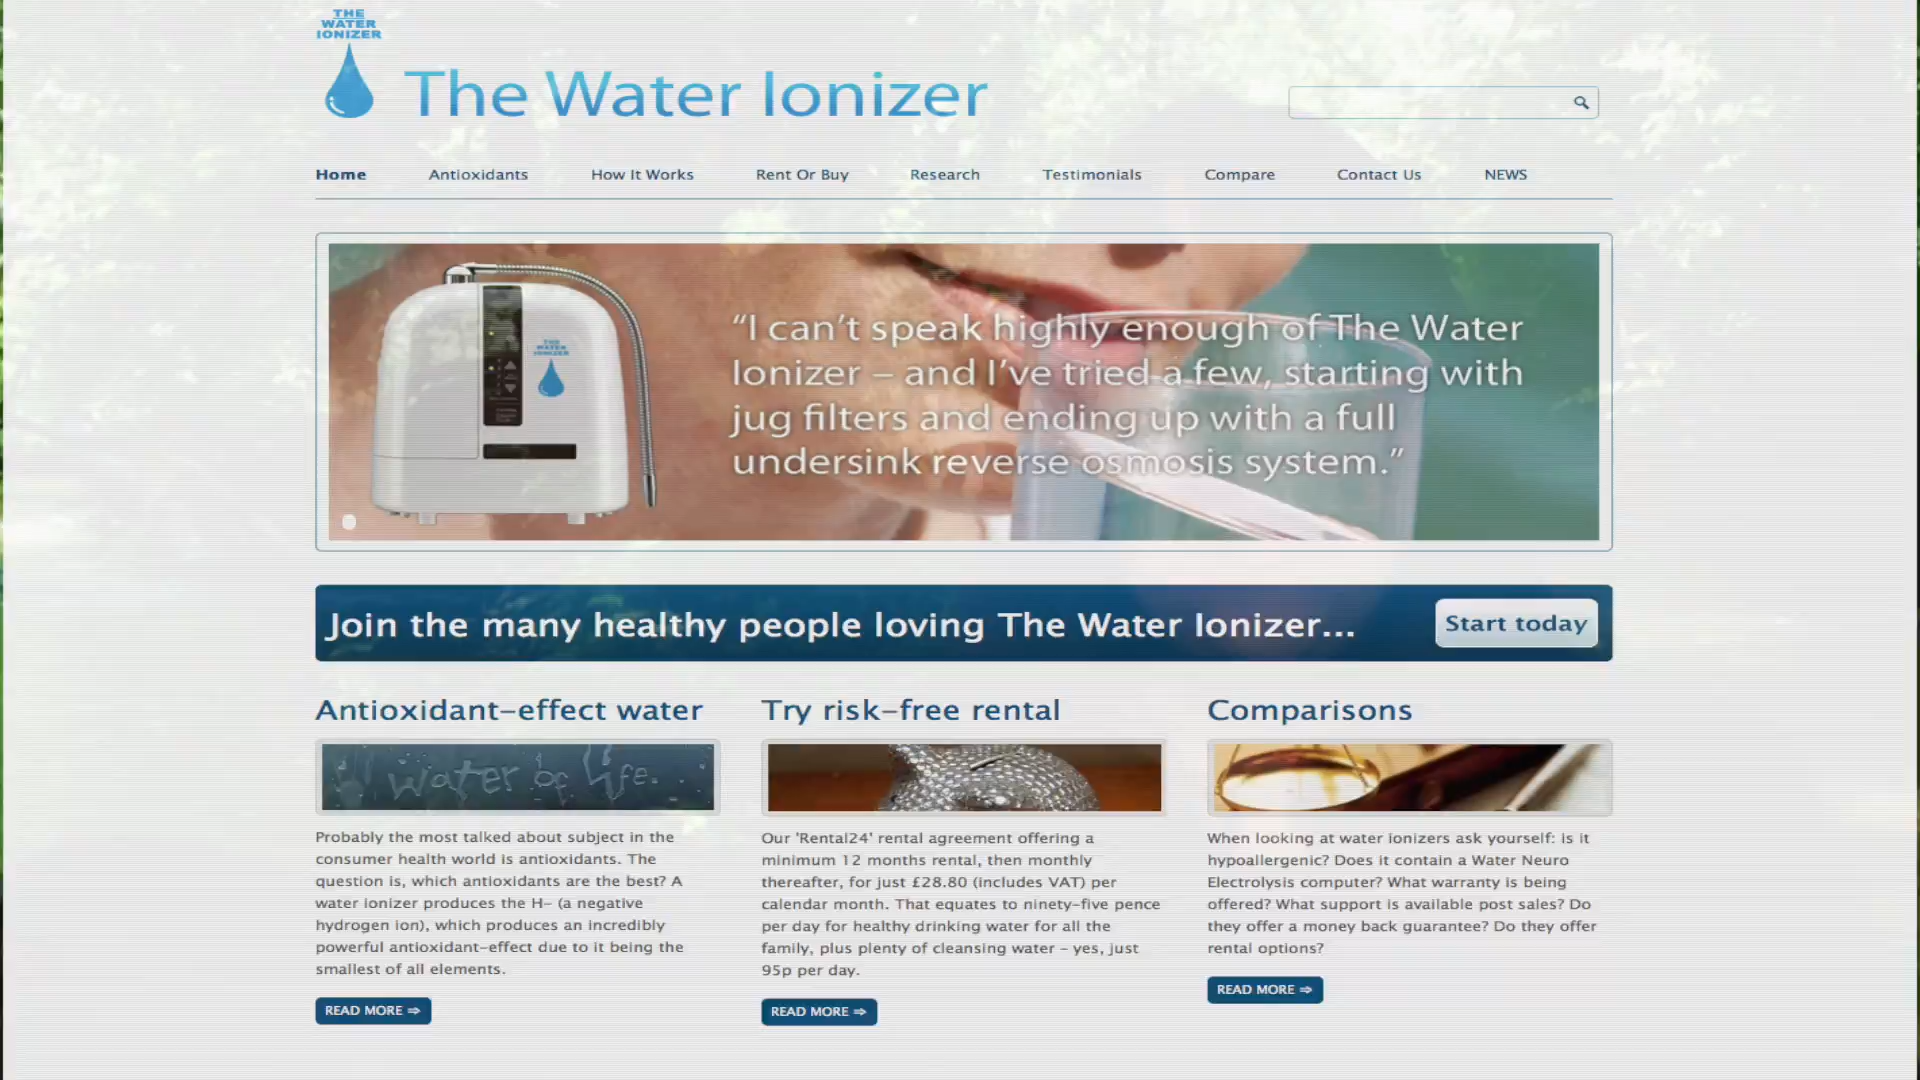 THE
WATER
IONIZER
The Water Ionizer
Home Antioxidants How It Works Rent Or Buy Research Testimonials Compare Contact Us NEWS
THE
WATER
IONIZER
“I can’t speak highly enough of The Water
Ionizer – and I’ve tried a few, starting with
jug filters and ending up with a full
undersink reverse osmosis system.”
Join the many healthy people loving The Water Ionizer...
Start today
Antioxidant-effect water
Water of Life.
Probably the most talked about subject in the
consumer health world is antioxidants. The
question is, which antioxidants are the best? A
water ionizer produces the H- (a negative
hydrogen ion), which produces an incredibly
powerful antioxidant-effect due to it being the
smallest of all elements.
READ MORE ⇒
Try risk-free rental
Our 'Rental24' rental agreement offering a
minimum 12 months rental, then monthly
thereafter, for just £28.80 (includes VAT) per
calendar month. That equates to ninety-five pence
per day for healthy drinking water for all the
family, plus plenty of cleansing water - yes, just
95p per day.
READ MORE ⇒
Comparisons
When looking at water ionizers ask yourself: is it
hypoallergenic? Does it contain a Water Neuro
Electrolysis computer? What warranty is being
offered? What support is available post sales? Do
they offer a money back guarantee? Do they offer
rental options?
READ MORE ⇒